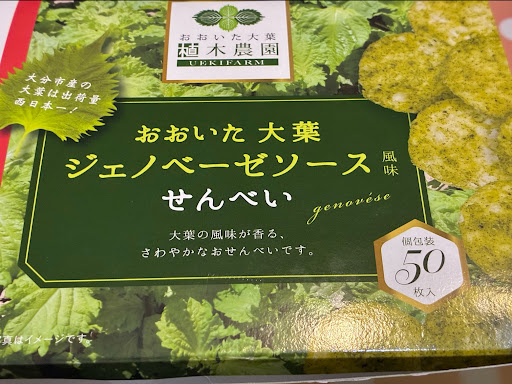 おおいた大葉
植木農園
UEKIFARM
大分市産の
大葉は出荷量
西日本一!
おおいた 大葉
ジェノベーゼソース風味
せんべい
genovése
大葉の風味が香る、
さわやかなおせんべいです。
個包装
50
枚入
写真はイメージです。